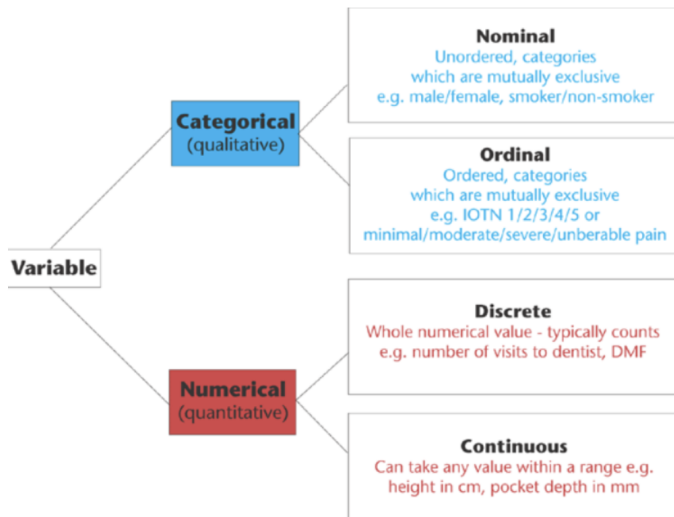 Variable
Categorical
(qualitative)
Nominal
Unordered, categories
which are mutually exclusive
e.g. male/female, smoker/non-smoker
Ordinal
Ordered, categories
which are mutually exclusive
e.g. IOTN 1/2/3/4/5 or
minimal/moderate/severe/unberable pain
Numerical
(quantitative)
Discrete
Whole numerical value - typically counts
e.g. number of visits to dentist, DMF
Continuous
Can take any value within a range e.g.
height in cm, pocket depth in mm